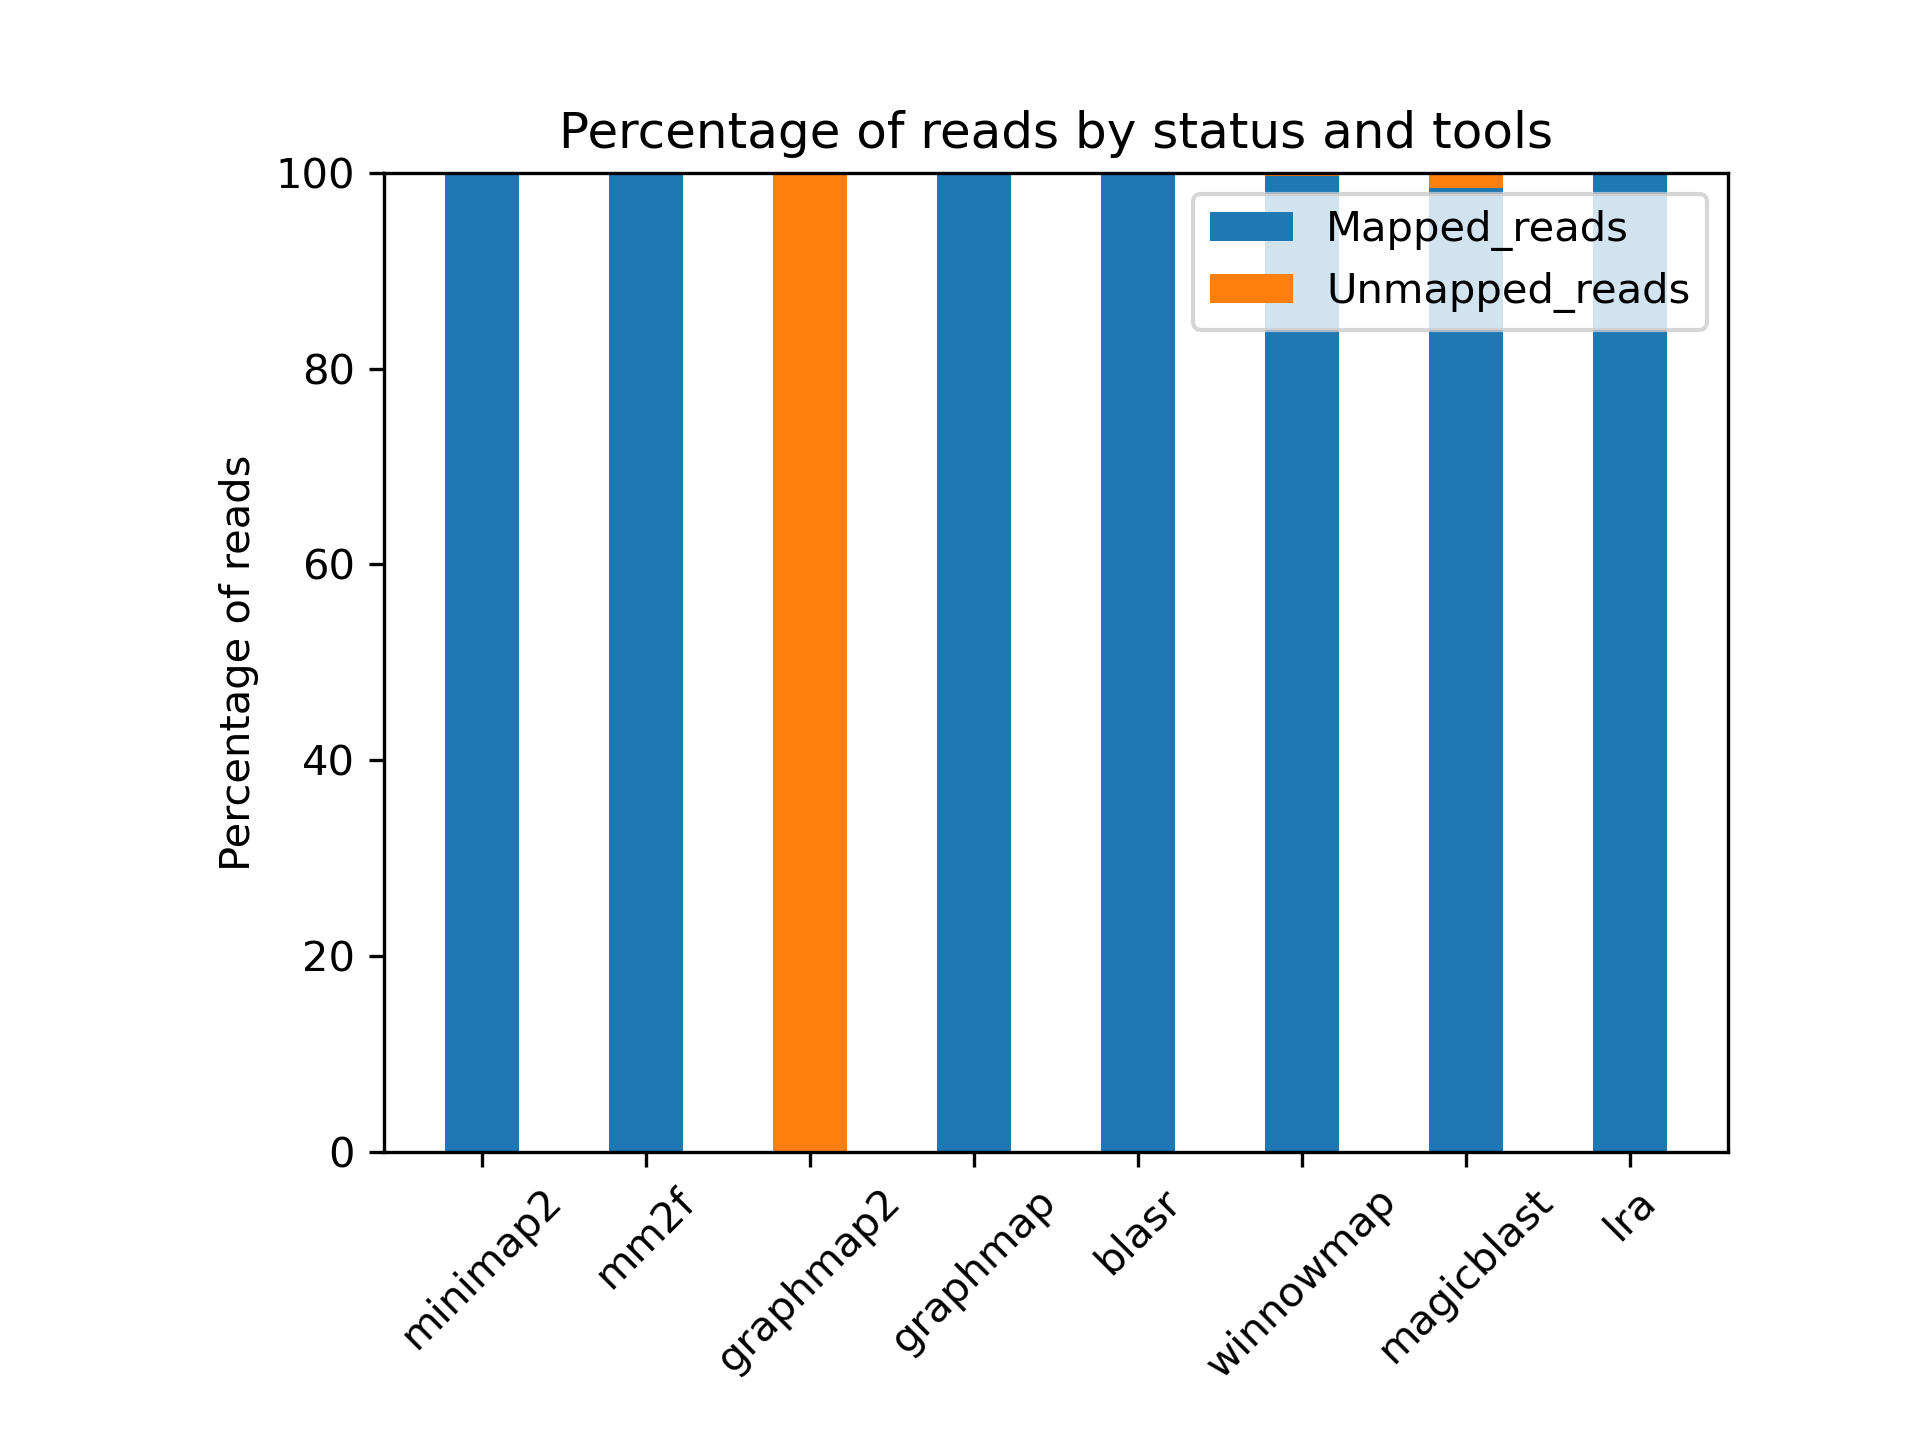 Percentage of reads by status and tools
100
80
60
40
20
0
Percentage of reads
Mapped_reads
Unmapped_reads
minimap2
mm2f
graphmap2
graphmap
blasr
winnowmap
magicblast
lra